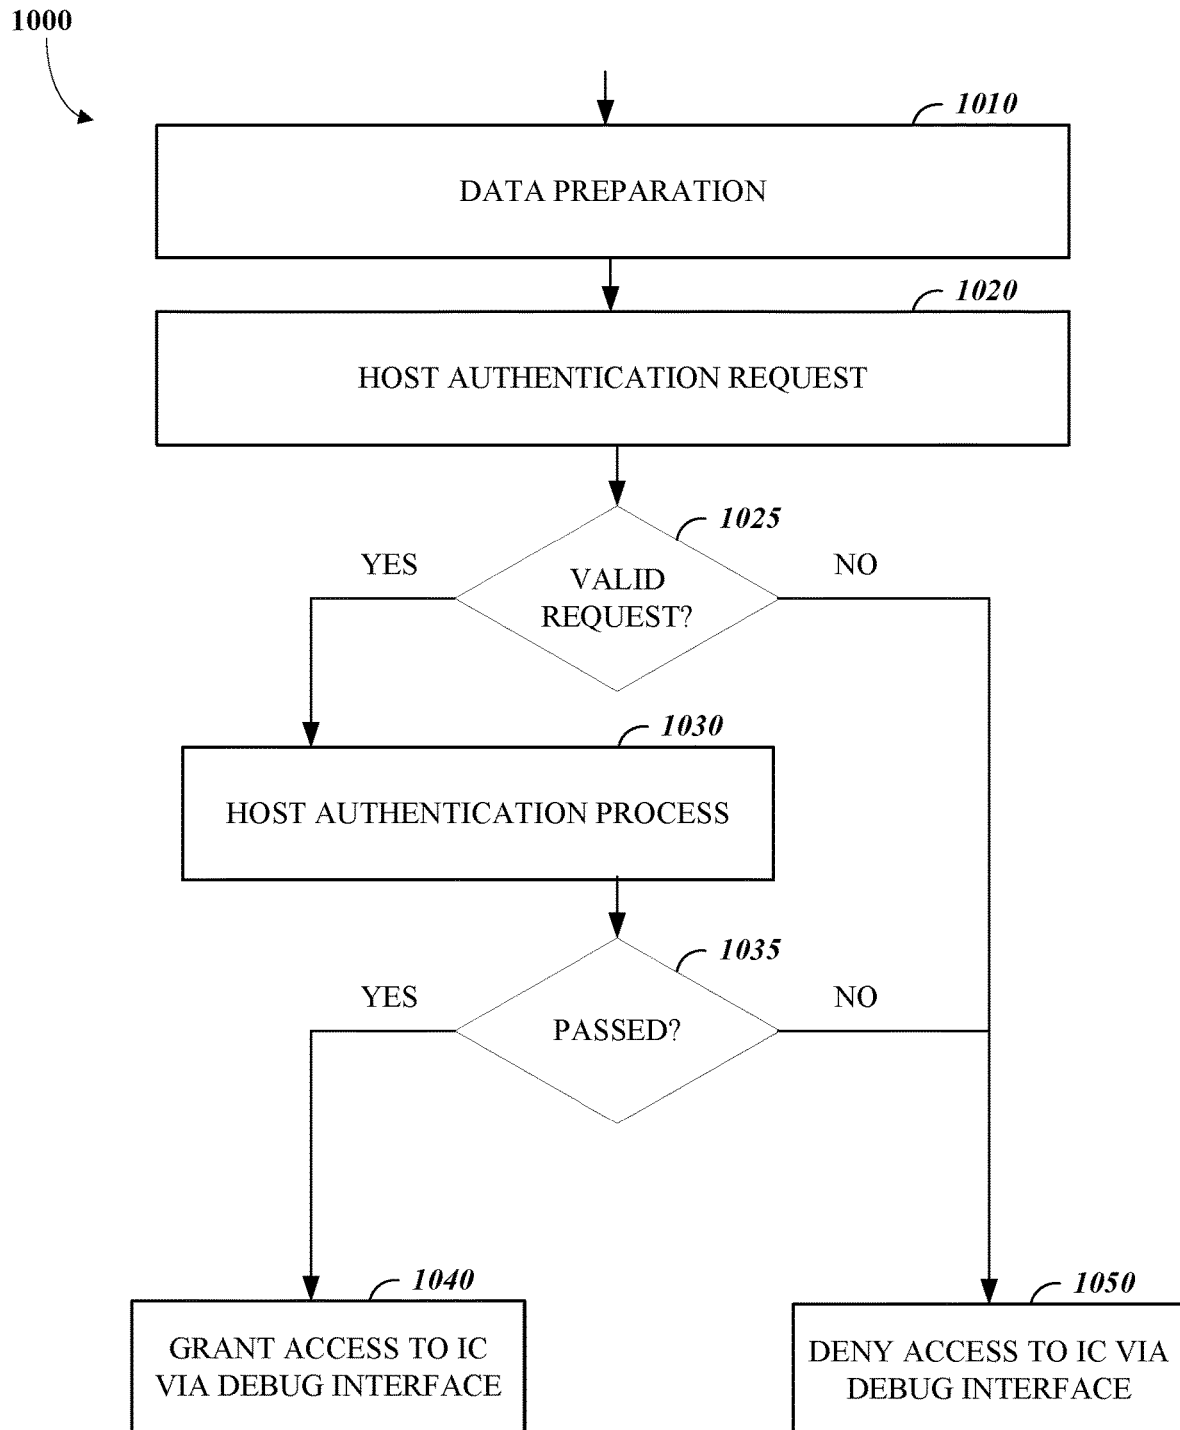 1000
1010
DATA PREPARATION
1020
HOST AUTHENTICATION REQUEST
1025
YES
NO
VALID
REQUEST?
1030
HOST AUTHENTICATION PROCESS
1035
YES
NO
PASSED?
1040
GRANT ACCESS TO IC
VIA DEBUG INTERFACE
1050
DENY ACCESS TO IC VIA
DEBUG INTERFACE